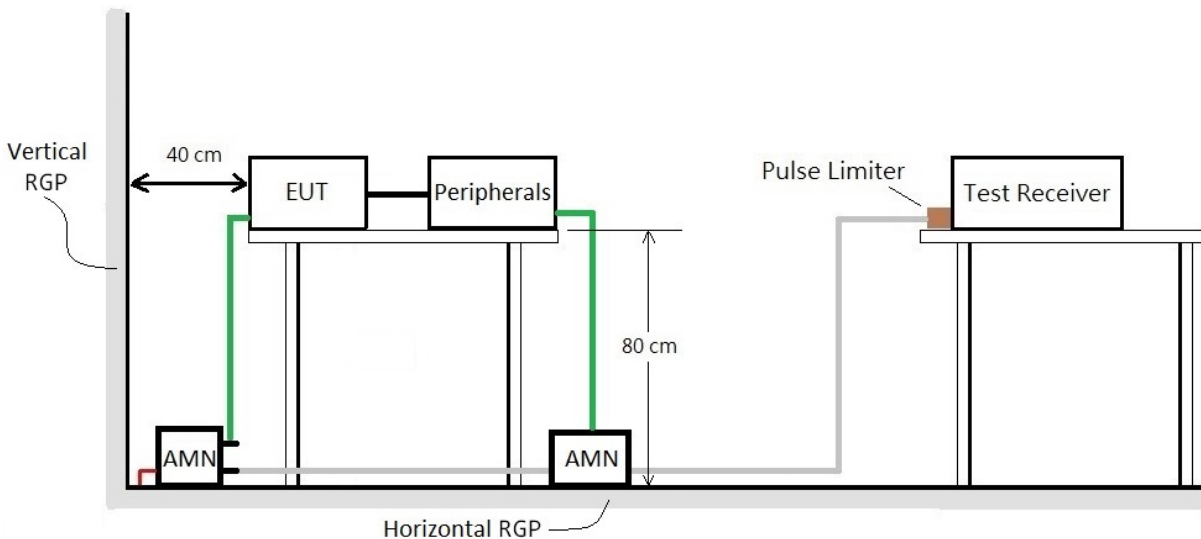 Vertical
RGP
40 cm
EUT
Peripherals
Pulse Limiter
Test Receiver
80 cm
AMN
AMN
Horizontal RGP